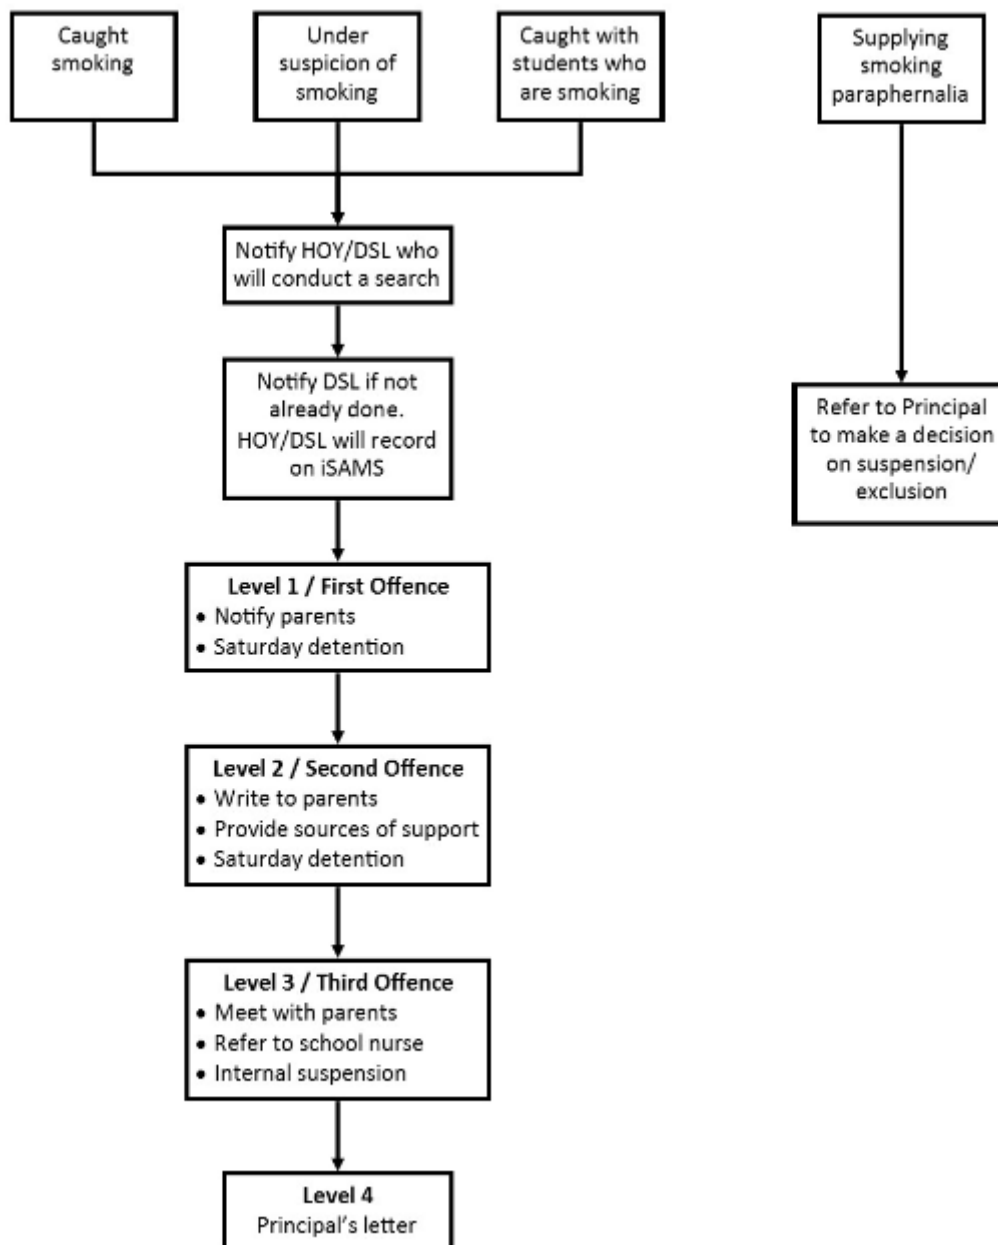 Caught
smoking
Under
suspicion of
smoking
Caught with
students who
are smoking
Supplying
smoking
paraphernalia
Notify HOY/DSL who
will conduct a search
Notify DSL if not
already done.
HOY/DSL will record
on iSAMS
Refer to Principal
to make a decision
on suspension/
exclusion
Level 1 / First Offence
• Notify parents
• Saturday detention
Level 2 / Second Offence
• Write to parents
• Provide sources of support
• Saturday detention
Level 3 / Third Offence
• Meet with parents
• Refer to school nurse
• Internal suspension
Level 4
Principal's letter